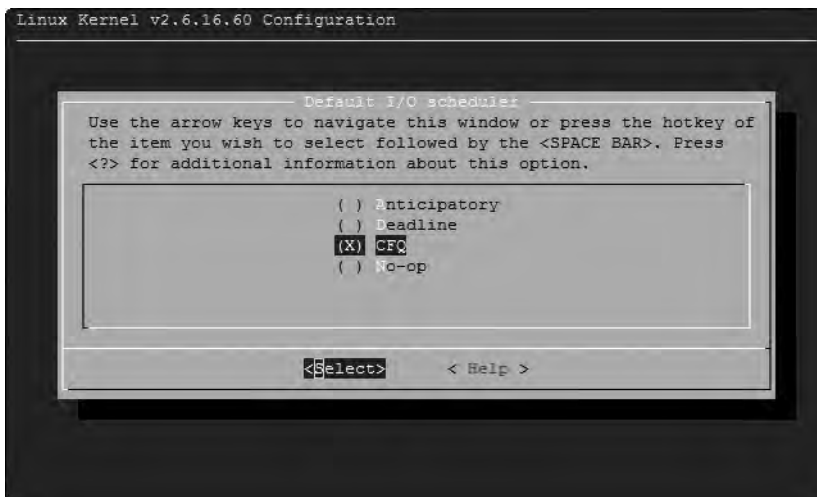 Linux Kernel v2.6.16.60 Configuration
Default I/O scheduler
Use the arrow keys to navigate this window or press the hotkey of
the item you wish to select followed by the <SPACE BAR>. Press
<?> for additional information about this option.
( ) Anticipatory
( ) Deadline
(X) CFQ
( ) No-op
<Select> < Help >